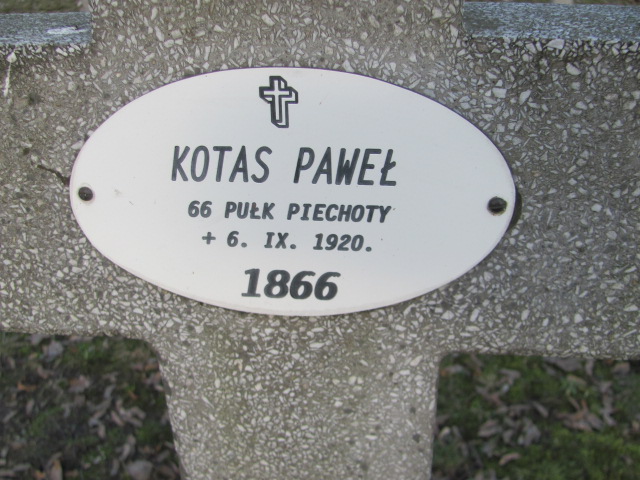 KOTAS PAWEŁ
66 PUŁK PIECHOTY
+ 6. IX. 1920.
1866